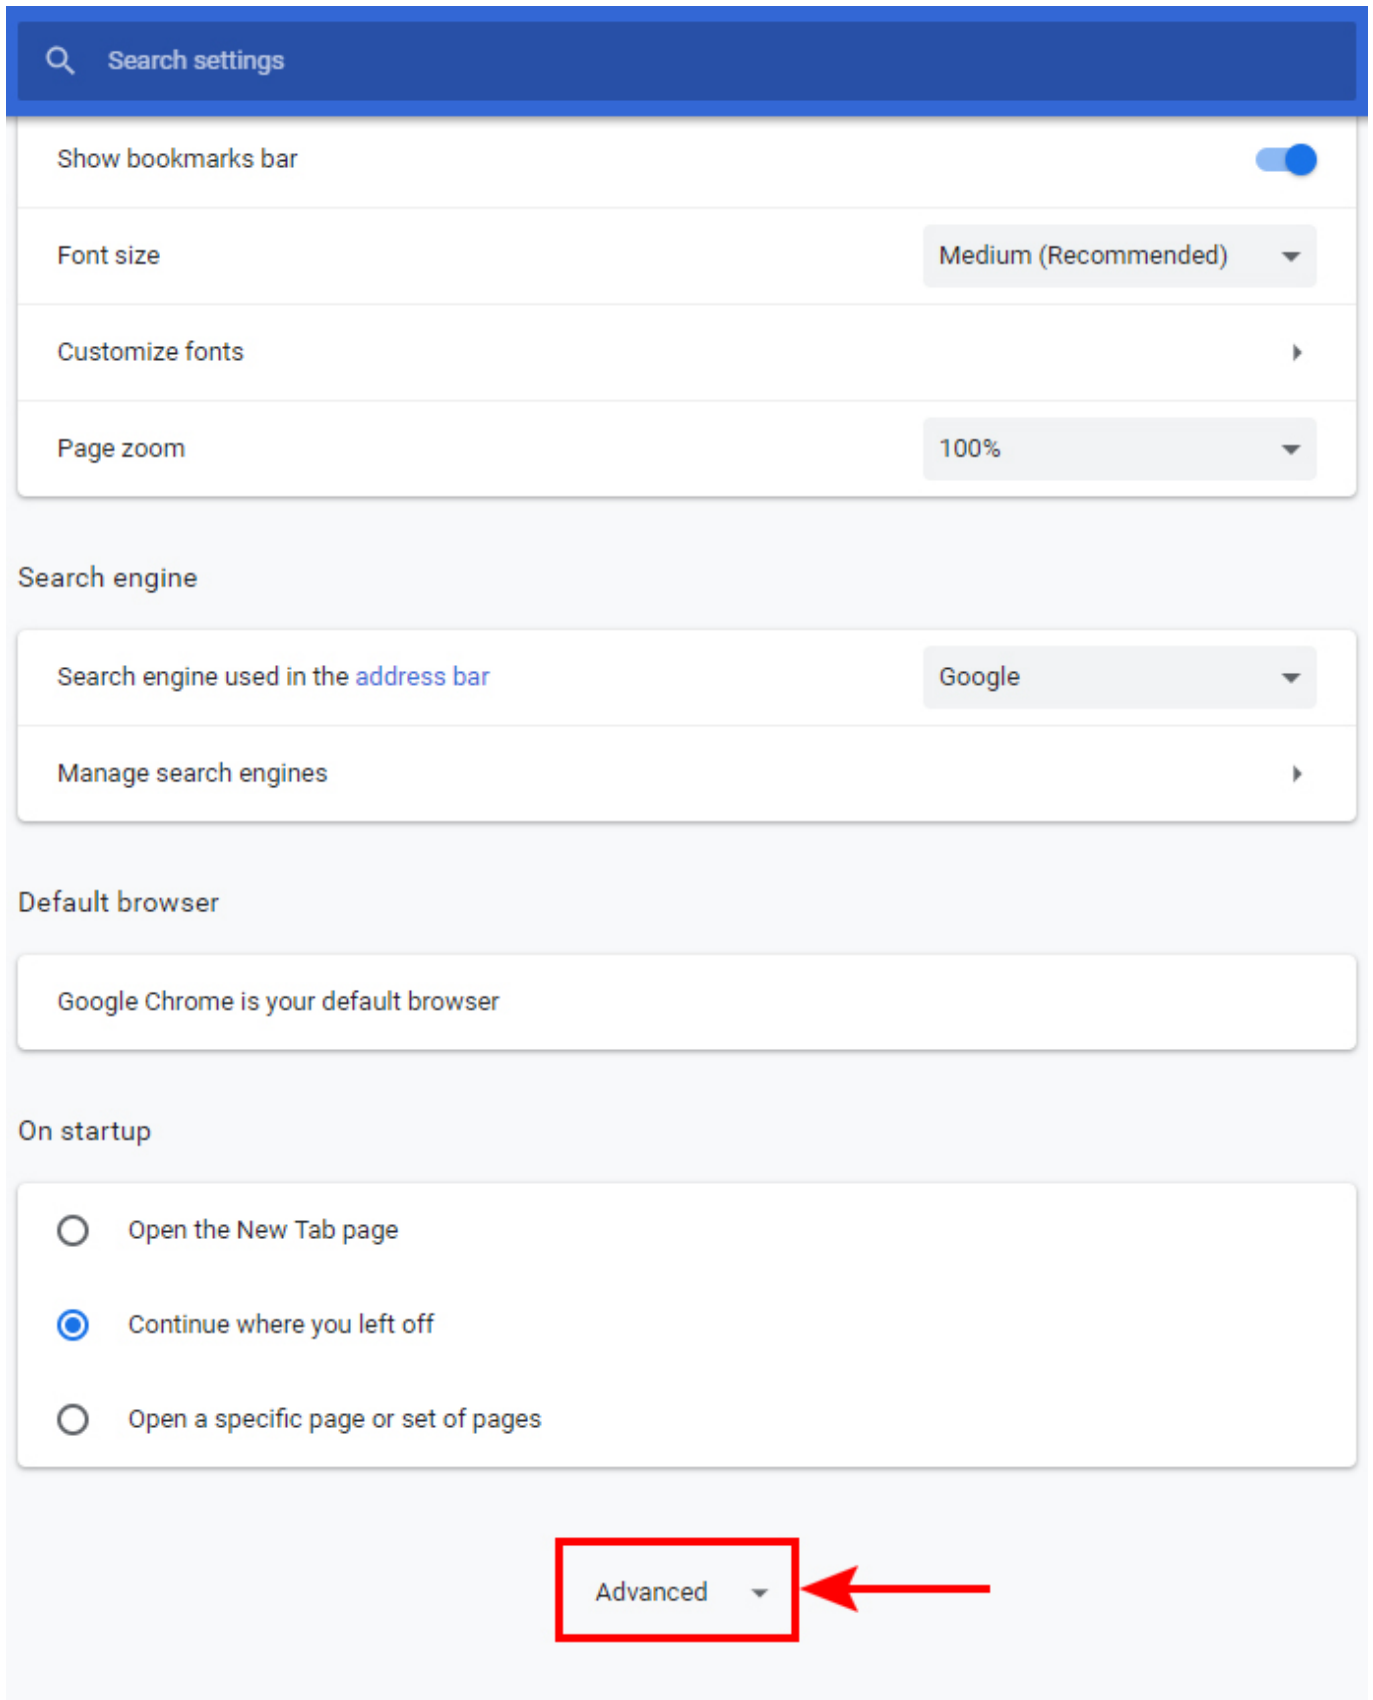 Search settings
Show bookmarks bar
Font size
Medium (Recommended)
Customize fonts
Page zoom
100%
Search engine
Search engine used in the address bar
Google
Manage search engines
Default browser
Google Chrome is your default browser
On startup
Open the New Tab page
Continue where you left off
Open a specific page or set of pages
Advanced